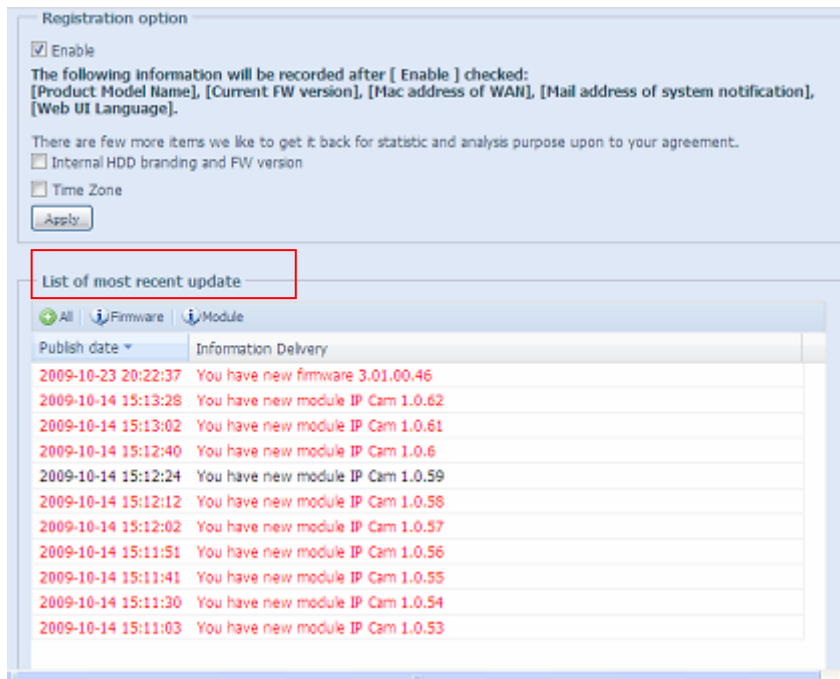 Registration option
Enable
The following information will be recorded after [ Enable ] checked:
[Product Model Name], [Current FW version], [Mac address of WAN], [Mail address of system notification],
[Web UI Language].
There are few more items we like to get it back for statistic and analysis purpose upon to your agreement.
Internal HDD branding and FW version
Time Zone
Apply
List of most recent update
All Firmware Module
Publish date Information Delivery
2009-10-23 20:22:37 You have new firmware 3.01.00.46
2009-10-14 15:13:28 You have new module IP Cam 1.0.62
2009-10-14 15:13:02 You have new module IP Cam 1.0.61
2009-10-14 15:12:40 You have new module IP Cam 1.0.6
2009-10-14 15:12:24 You have new module IP Cam 1.0.59
2009-10-14 15:12:12 You have new module IP Cam 1.0.58
2009-10-14 15:12:02 You have new module IP Cam 1.0.57
2009-10-14 15:11:51 You have new module IP Cam 1.0.56
2009-10-14 15:11:41 You have new module IP Cam 1.0.55
2009-10-14 15:11:30 You have new module IP Cam 1.0.54
2009-10-14 15:11:03 You have new module IP Cam 1.0.53